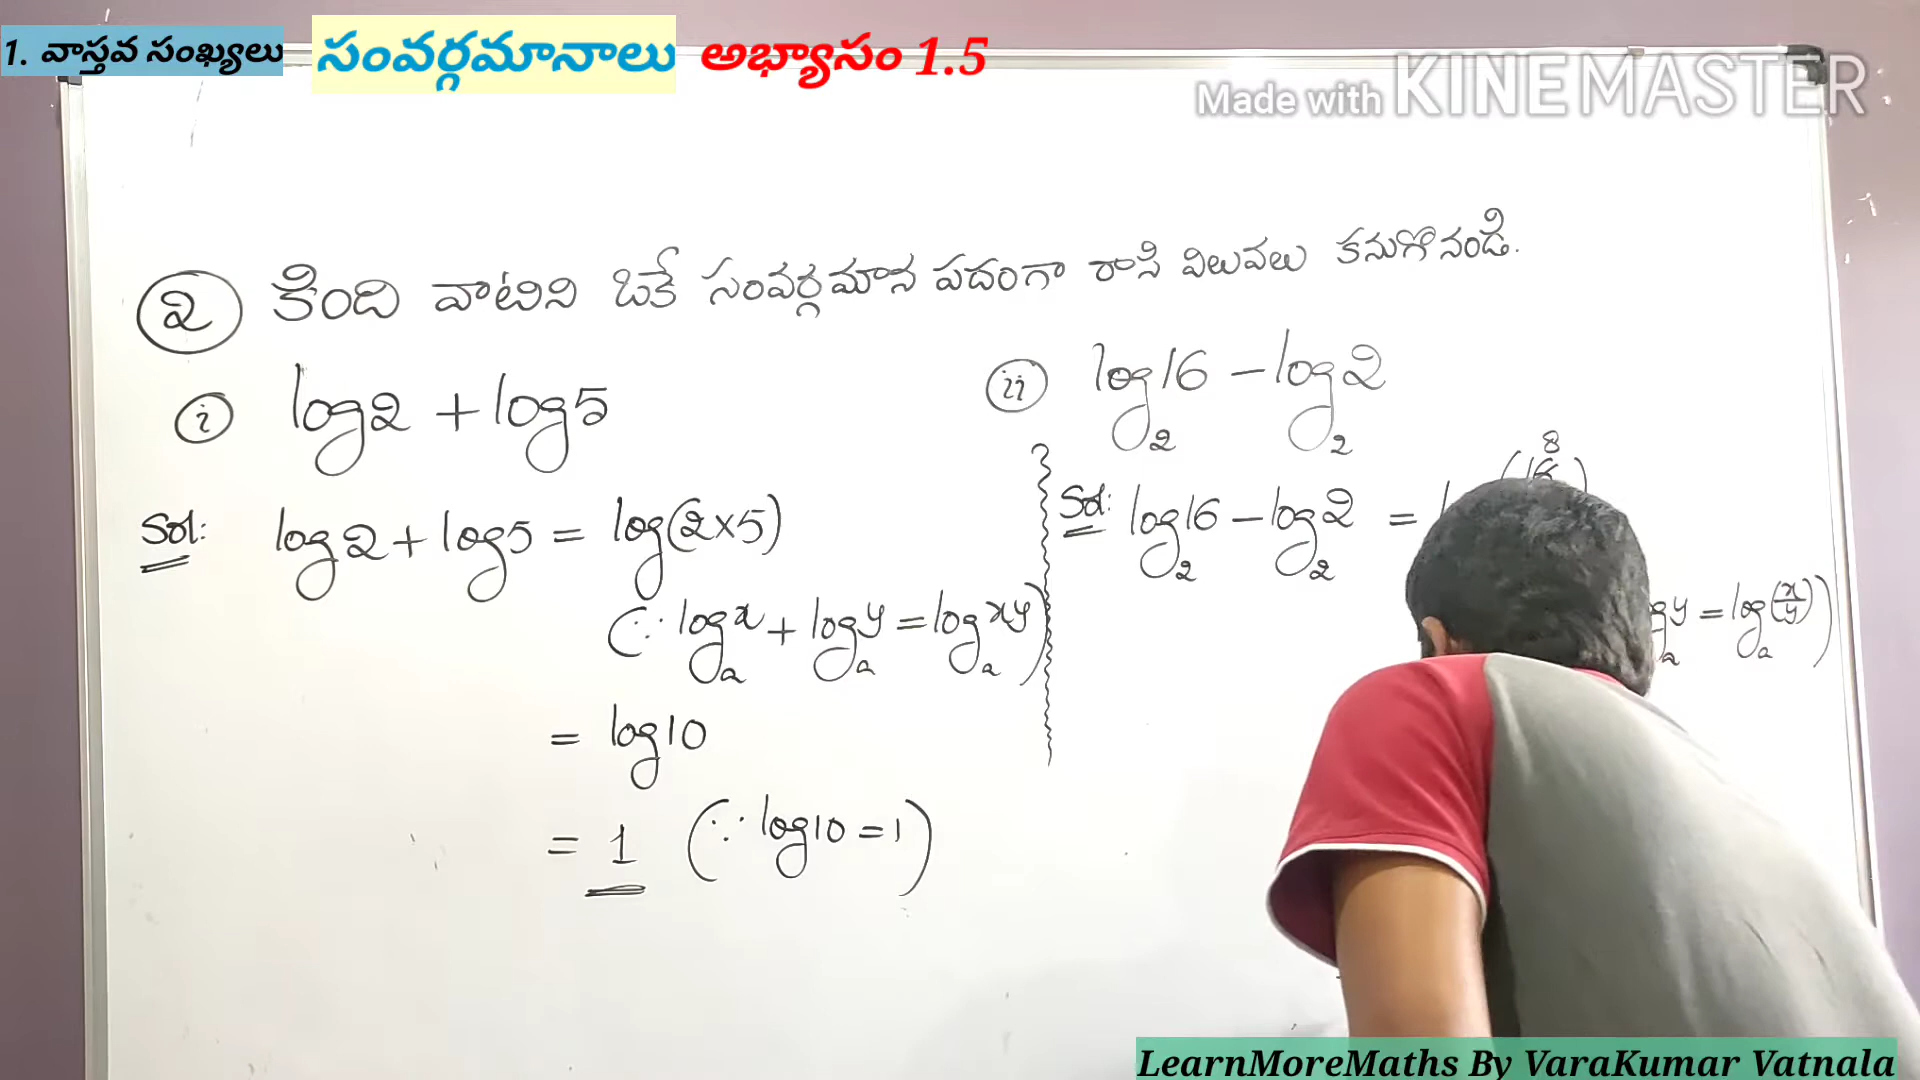 1. వాస్తవ సంఖ్యలు సంవర్గమానాలు అభ్యాసం 1.5
Made with KINEMASTER
② కింది వాటిని ఒకే సంవర్గమాన పదంగా రాసి విలువలు కనుగొనండి.
ⓘ log2 + log5
Sol: log2 + log5 = log(2×5)
(∵ logₐx + logₐy = logₐxy)
= log10
= 1 (∵ log10 = 1)
ⓘⓘ log₂16 − log₂2
8
Sol: log₂16 − log₂2 =
y = logₐ(x/y))
LearnMoreMaths By VaraKumar Vatnala